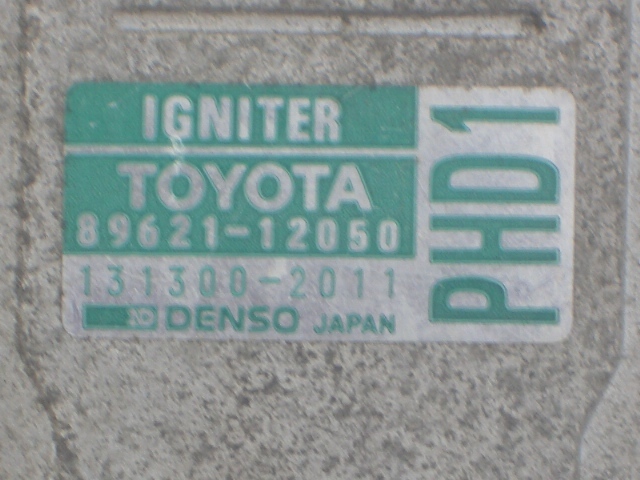 IGNITER
TOYOTA
89621-12050
131300-2011
DENSO JAPAN
PHD1